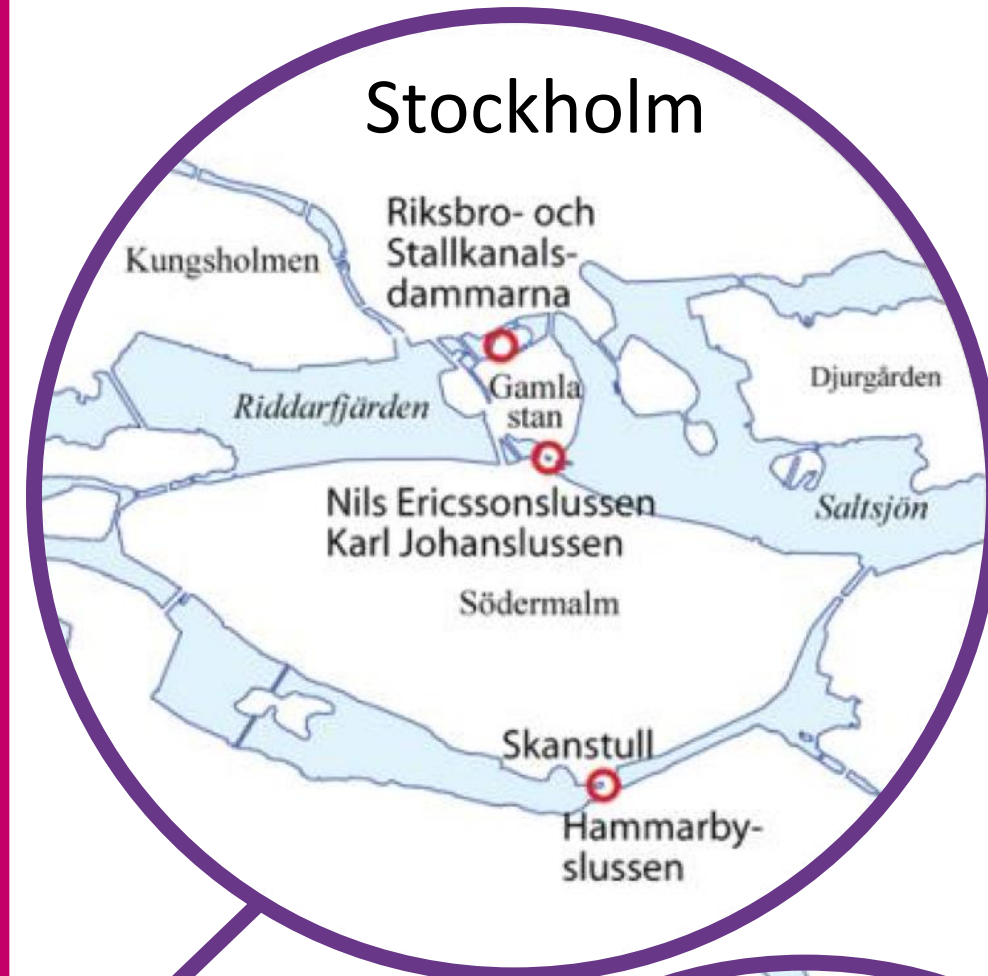 Stockholm
Riksbro- och
Stallkanals-
dammarna
Kungsholmen
Gamla
stan
Djurgården
Riddarfjärden
Nils Ericssonslussen
Karl Johanslussen
Saltsjön
Södermalm
Skanstull
Hammarby-
slussen